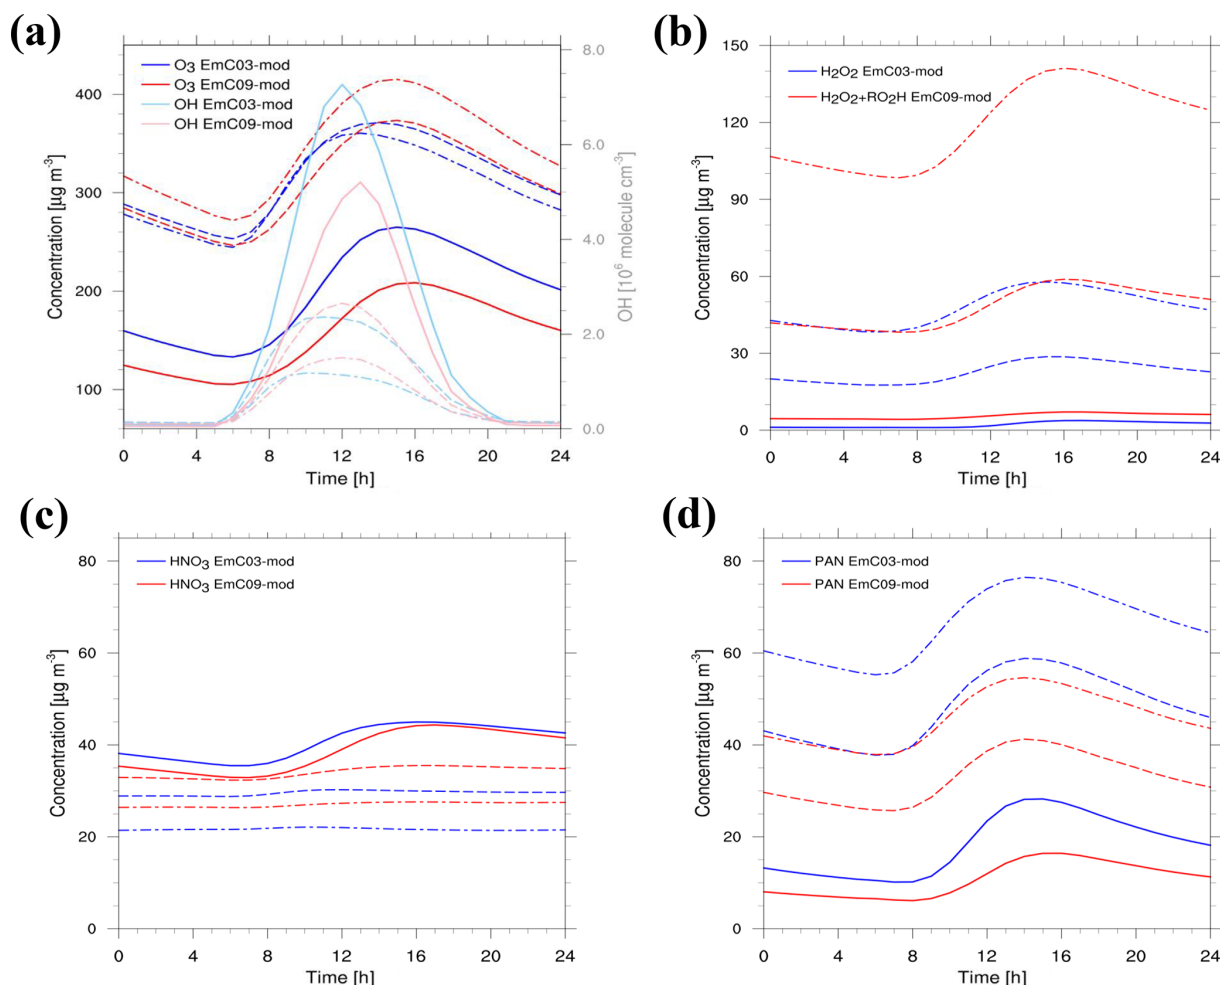 (a)
O3 EmC03-mod
O3 EmC09-mod
OH EmC03-mod
OH EmC09-mod
Concentration [µg m-3]
400
300
200
100
8.0
6.0
4.0
2.0
0.0
OH [10⁶ molecule cm⁻³]
0 4 8 12 16 20 24
Time [h]
(b)
H2O2 EmC03-mod
H2O2+RO2H EmC09-mod
Concentration [µg m-3]
150
120
90
60
30
0
0 4 8 12 16 20 24
Time [h]
(c)
HNO3 EmC03-mod
HNO3 EmC09-mod
Concentration [µg m-3]
80
60
40
20
0
0 4 8 12 16 20 24
Time [h]
(d)
PAN EmC03-mod
PAN EmC09-mod
Concentration [µg m-3]
80
60
40
20
0
0 4 8 12 16 20 24
Time [h]